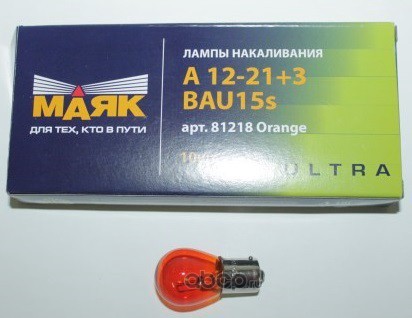 ЛАМПЫ НАКАЛИВАНИЯ
А 12-21+3
BAU15s
арт. 81218 Orange
МАЯК
ДЛЯ ТЕХ, КТО В ПУТИ
ULTRA